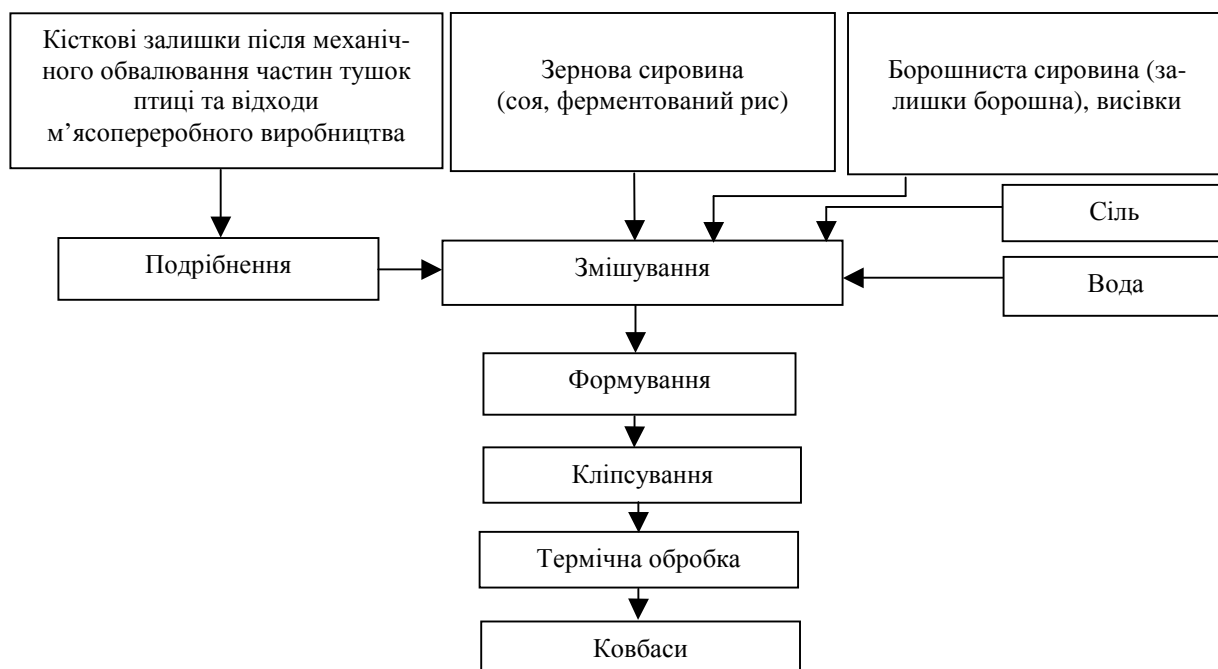 Кісткові залишки після механіч-
ного обвалювання частин тушок
птиці та відходи
м’ясопереробного виробництва
Зернова сировина
(соя, ферментований рис)
Борошниста сировина (за-
лишки борошна), висівки
Сіль
Подрібнення
Змішування
Вода
Формування
Кліпсування
Термічна обробка
Ковбаси